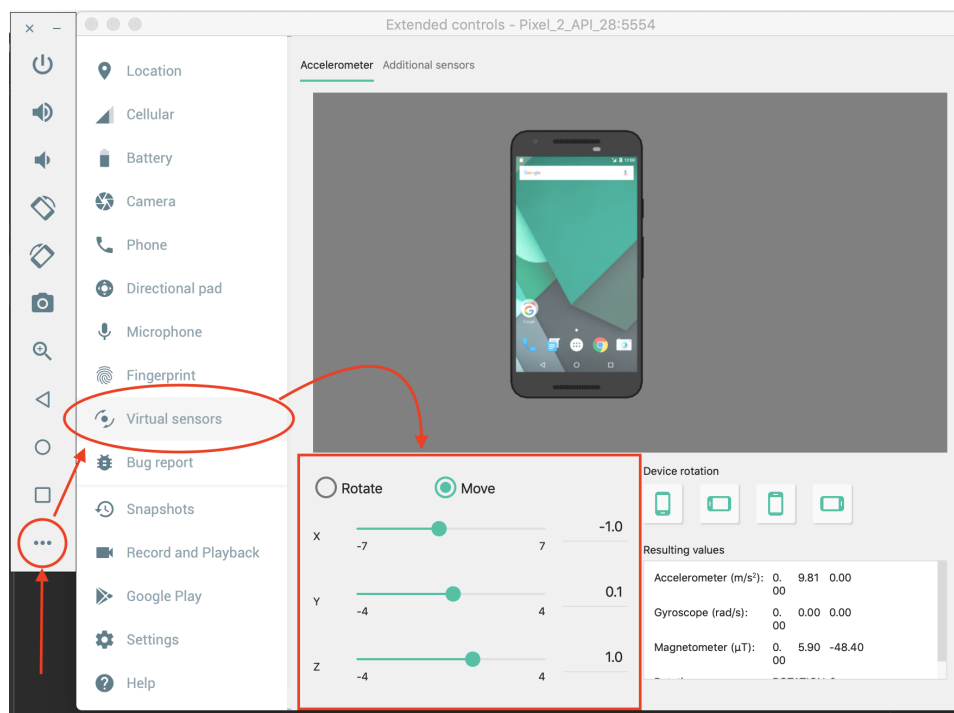 Extended controls - Pixel_2_API_28:5554
Location
Cellular
Battery
Camera
Phone
Directional pad
Microphone
Fingerprint
Virtual sensors
Bug report
Snapshots
Record and Playback
Google Play
Settings
Help
Accelerometer Additional sensors
Google
Rotate Move
X -1.0
-7 7
Y 0.1
-4 4
Z 1.0
-4 4
Device rotation
Resulting values
Accelerometer (m/s²): 0.00 9.81 0.00
Gyroscope (rad/s): 0.00 0.00 0.00
Magnetometer (μT): 0.00 5.90 -48.40